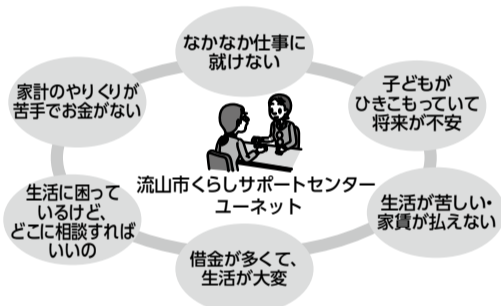 なかなか仕事に
就けない
家計のやりくりが
苦手でお金がない
子どもが
ひきこもっていて
将来が不安
流山市くらしサポートセンター
ユーネット
生活に困って
いるけど、
どこに相談すれば
いいの
生活が苦しい・
家賃が払えない
借金が多くて、
生活が大変